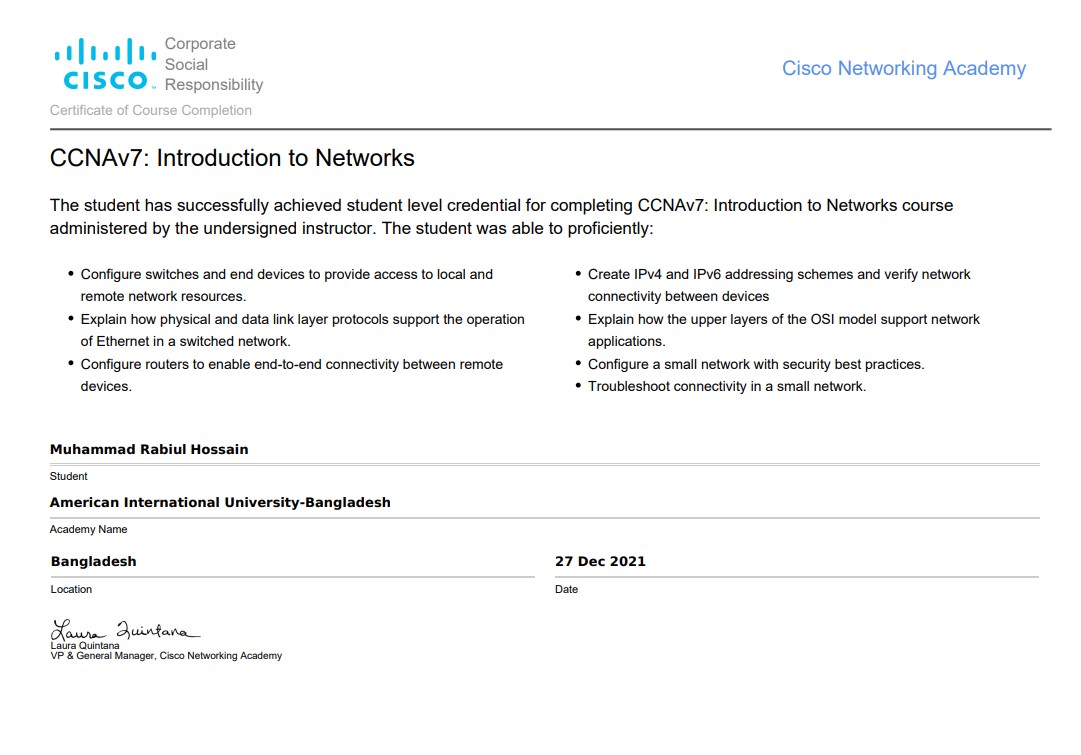 Corporate
Social
Responsibility
CISCO
Cisco Networking Academy
Certificate of Course Completion
CCNAv7: Introduction to Networks
The student has successfully achieved student level credential for completing CCNAv7: Introduction to Networks course
administered by the undersigned instructor. The student was able to proficiently:
• Configure switches and end devices to provide access to local and
remote network resources.
• Explain how physical and data link layer protocols support the operation
of Ethernet in a switched network.
• Configure routers to enable end-to-end connectivity between remote
devices.
• Create IPv4 and IPv6 addressing schemes and verify network
connectivity between devices
• Explain how the upper layers of the OSI model support network
applications.
• Configure a small network with security best practices.
• Troubleshoot connectivity in a small network.
Muhammad Rabiul Hossain
Student
American International University-Bangladesh
Academy Name
Bangladesh
Location
27 Dec 2021
Date
Laura Quintana
Laura Quintana
VP & General Manager, Cisco Networking Academy